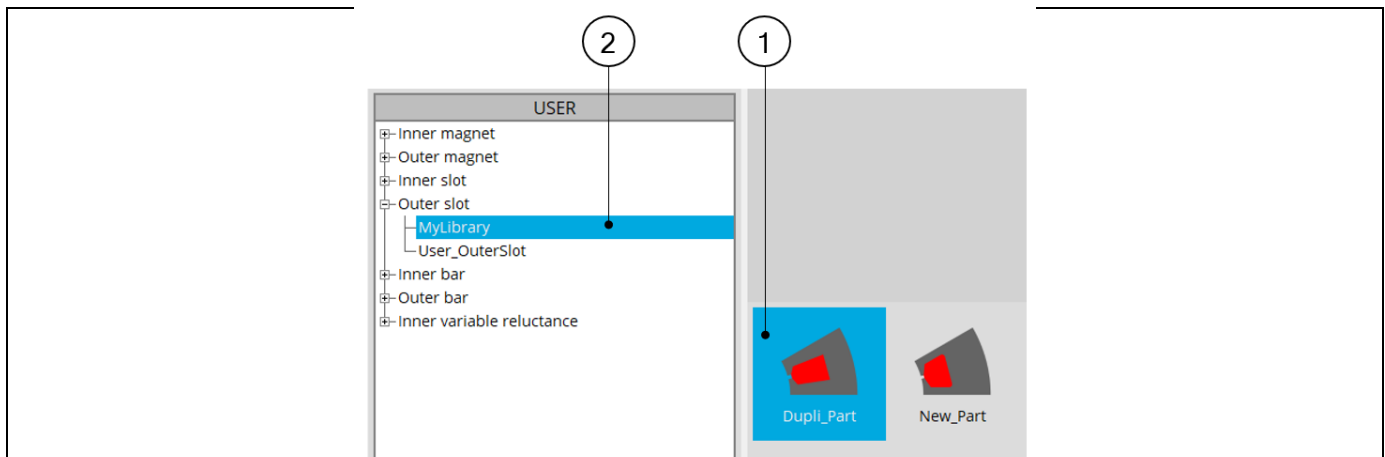 2
1
USER
Inner magnet
Outer magnet
Inner slot
Outer slot
MyLibrary
User_OuterSlot
Inner bar
Outer bar
Inner variable reluctance
Dupli_Part
New_Part